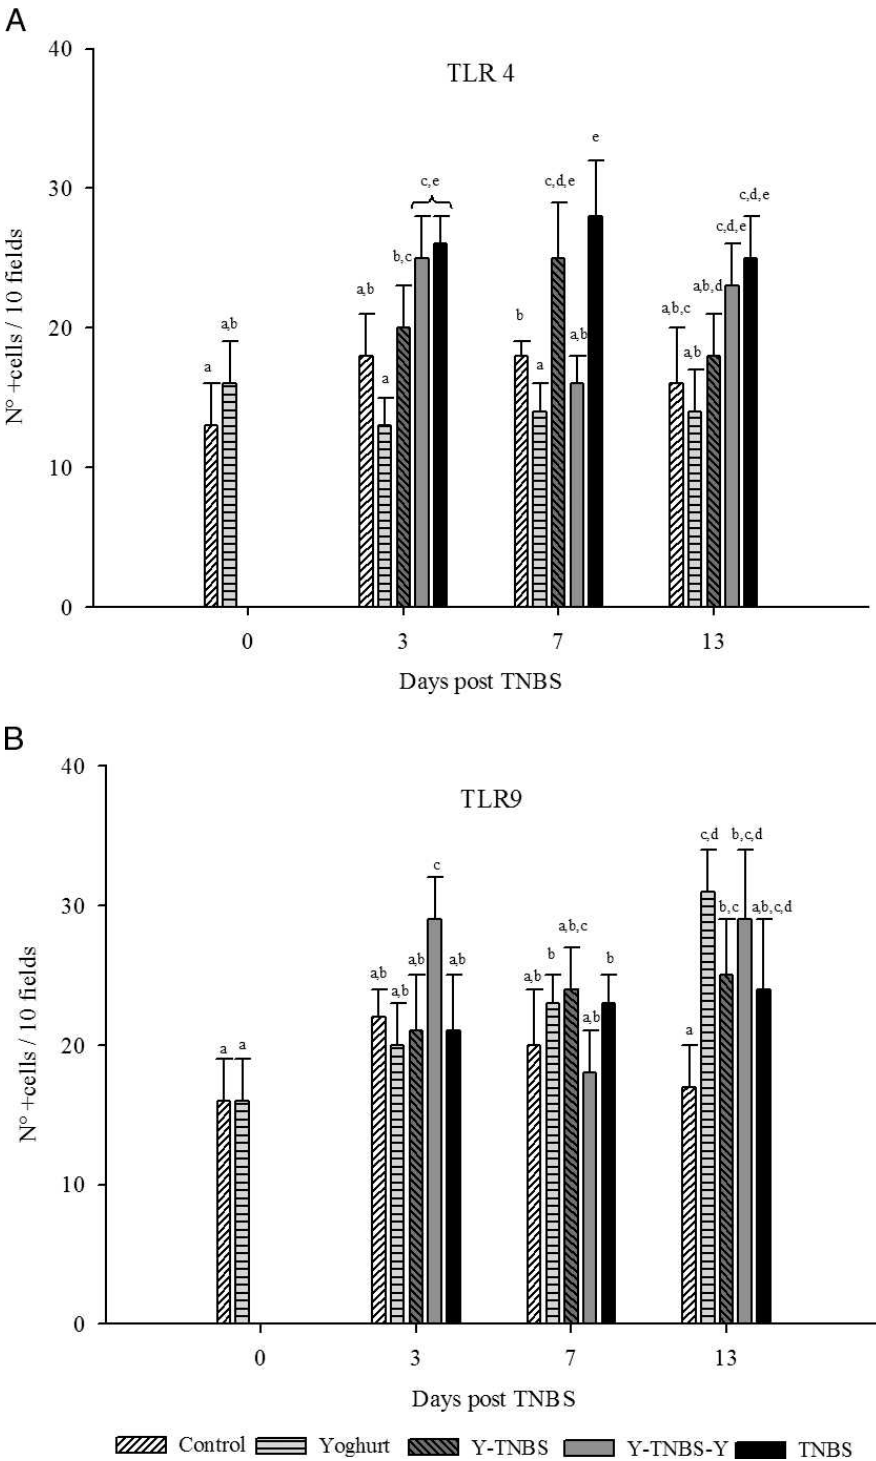 A
TLR 4
40
30
20
10
0
N° +cells / 10 fields
a
a,b
a,b
a
b,c
c,e
b
a
c,d,e
a,b
e
a,b,c
a,b
a,b,d
c,d,e
c,d,e
0 3 7 13
Days post TNBS
B
TLR9
40
30
20
10
0
N° +cells / 10 fields
a
a
a,b
a,b
a,b
c
a,b
a,b
b
a,b,c
a,b
b
a
c,d
b,c
b,c,d
a,b,c,d
0 3 7 13
Days post TNBS
Control Yoghurt Y-TNBS Y-TNBS-Y TNBS